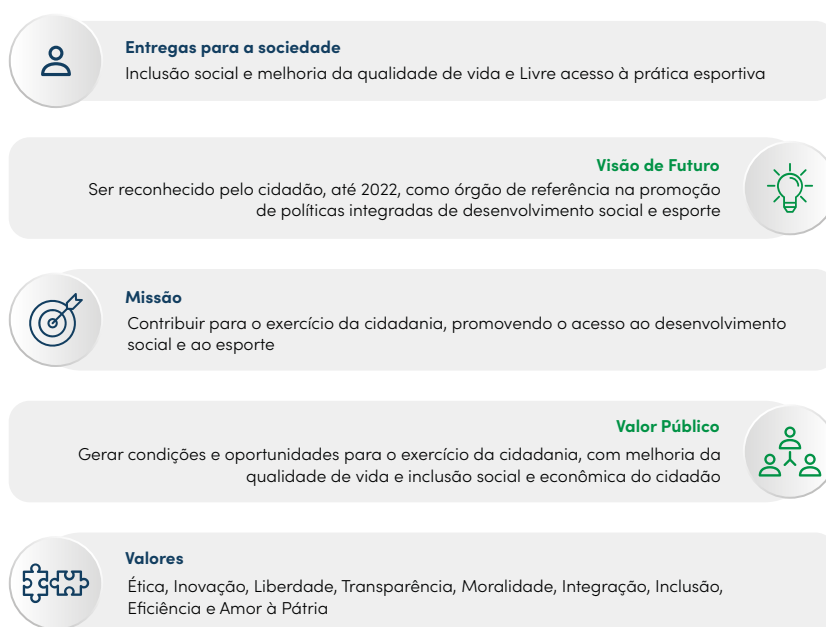 Entregas para a sociedade
Inclusão social e melhoria da qualidade de vida e Livre acesso à prática esportiva
Visão de Futuro
Ser reconhecido pelo cidadão, até 2022, como órgão de referência na promoção
de políticas integradas de desenvolvimento social e esporte
Missão
Contribuir para o exercício da cidadania, promovendo o acesso ao desenvolvimento
social e ao esporte
Valor Público
Gerar condições e oportunidades para o exercício da cidadania, com melhoria da
qualidade de vida e inclusão social e econômica do cidadão
Valores
Ética, Inovação, Liberdade, Transparência, Moralidade, Integração, Inclusão,
Eficiência e Amor à Pátria